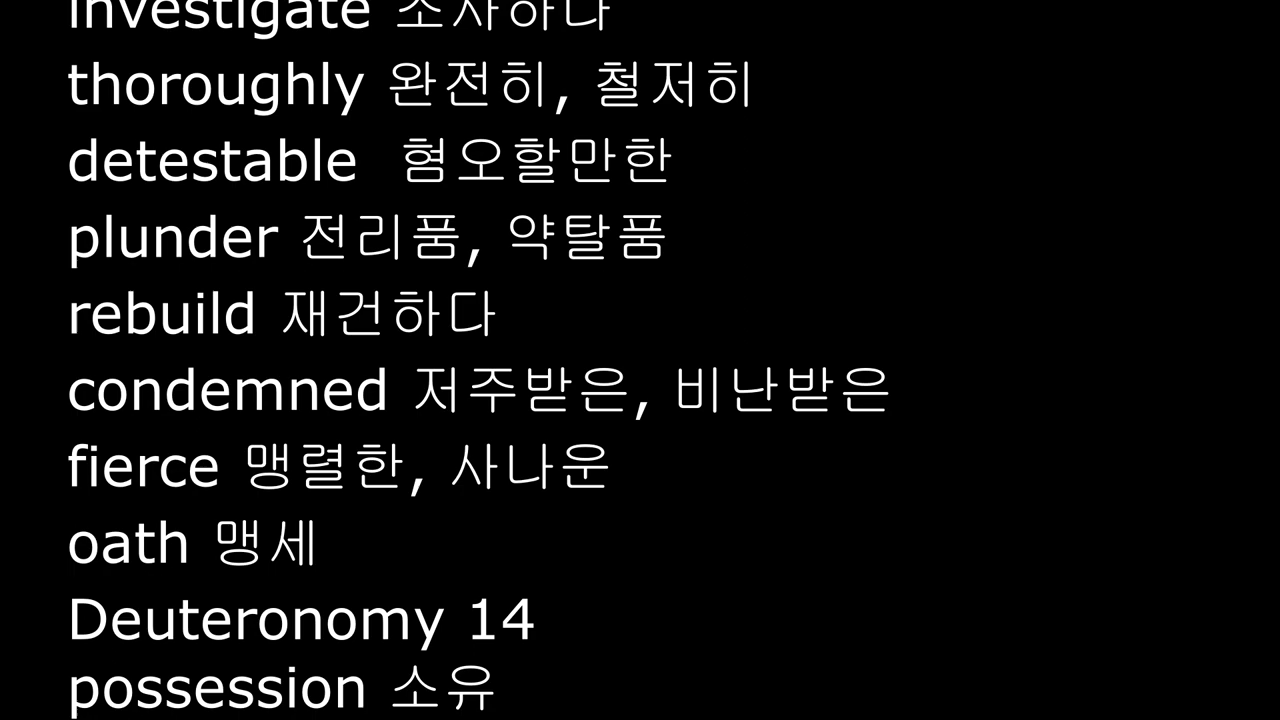 investigate 조사하다
thoroughly 완전히, 철저히
detestable 혐오할만한
plunder 전리품, 약탈품
rebuild 재건하다
condemned 저주받은, 비난받은
fierce 맹렬한, 사나운
oath 맹세
Deuteronomy 14
possession 소유